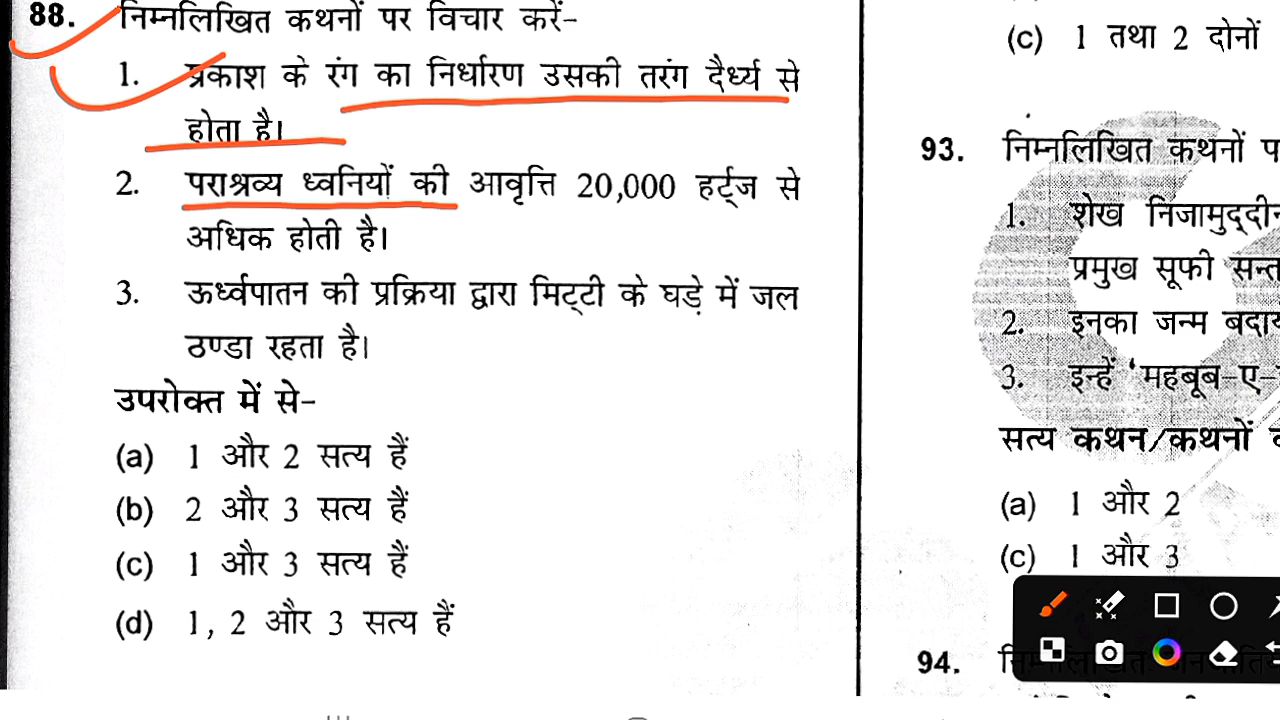 88. निम्नलिखित कथनों पर विचार करें-
1. प्रकाश के रंग का निर्धारण उसकी तरंग दैर्ध्य से
होता है।
2. पराश्रव्य ध्वनियों की आवृत्ति 20,000 हर्ट्ज से
अधिक होती है।
3. ऊर्ध्वपातन की प्रक्रिया द्वारा मिट्टी के घड़े में जल
ठण्डा रहता है।
उपरोक्त में से-
(a) 1 और 2 सत्य हैं
(b) 2 और 3 सत्य हैं
(c) 1 और 3 सत्य हैं
(d) 1, 2 और 3 सत्य हैं
(c) 1 तथा 2 दोनों
93. निम्नलिखित कथनों प
1. शेख निजामुद्दीन
प्रमुख सूफी सन्त
2. इनका जन्म बदाय
3. इन्हें 'महबूब-ए-
सत्य कथन/कथनों
(a) 1 और 2
(c) 1 और 3
94.